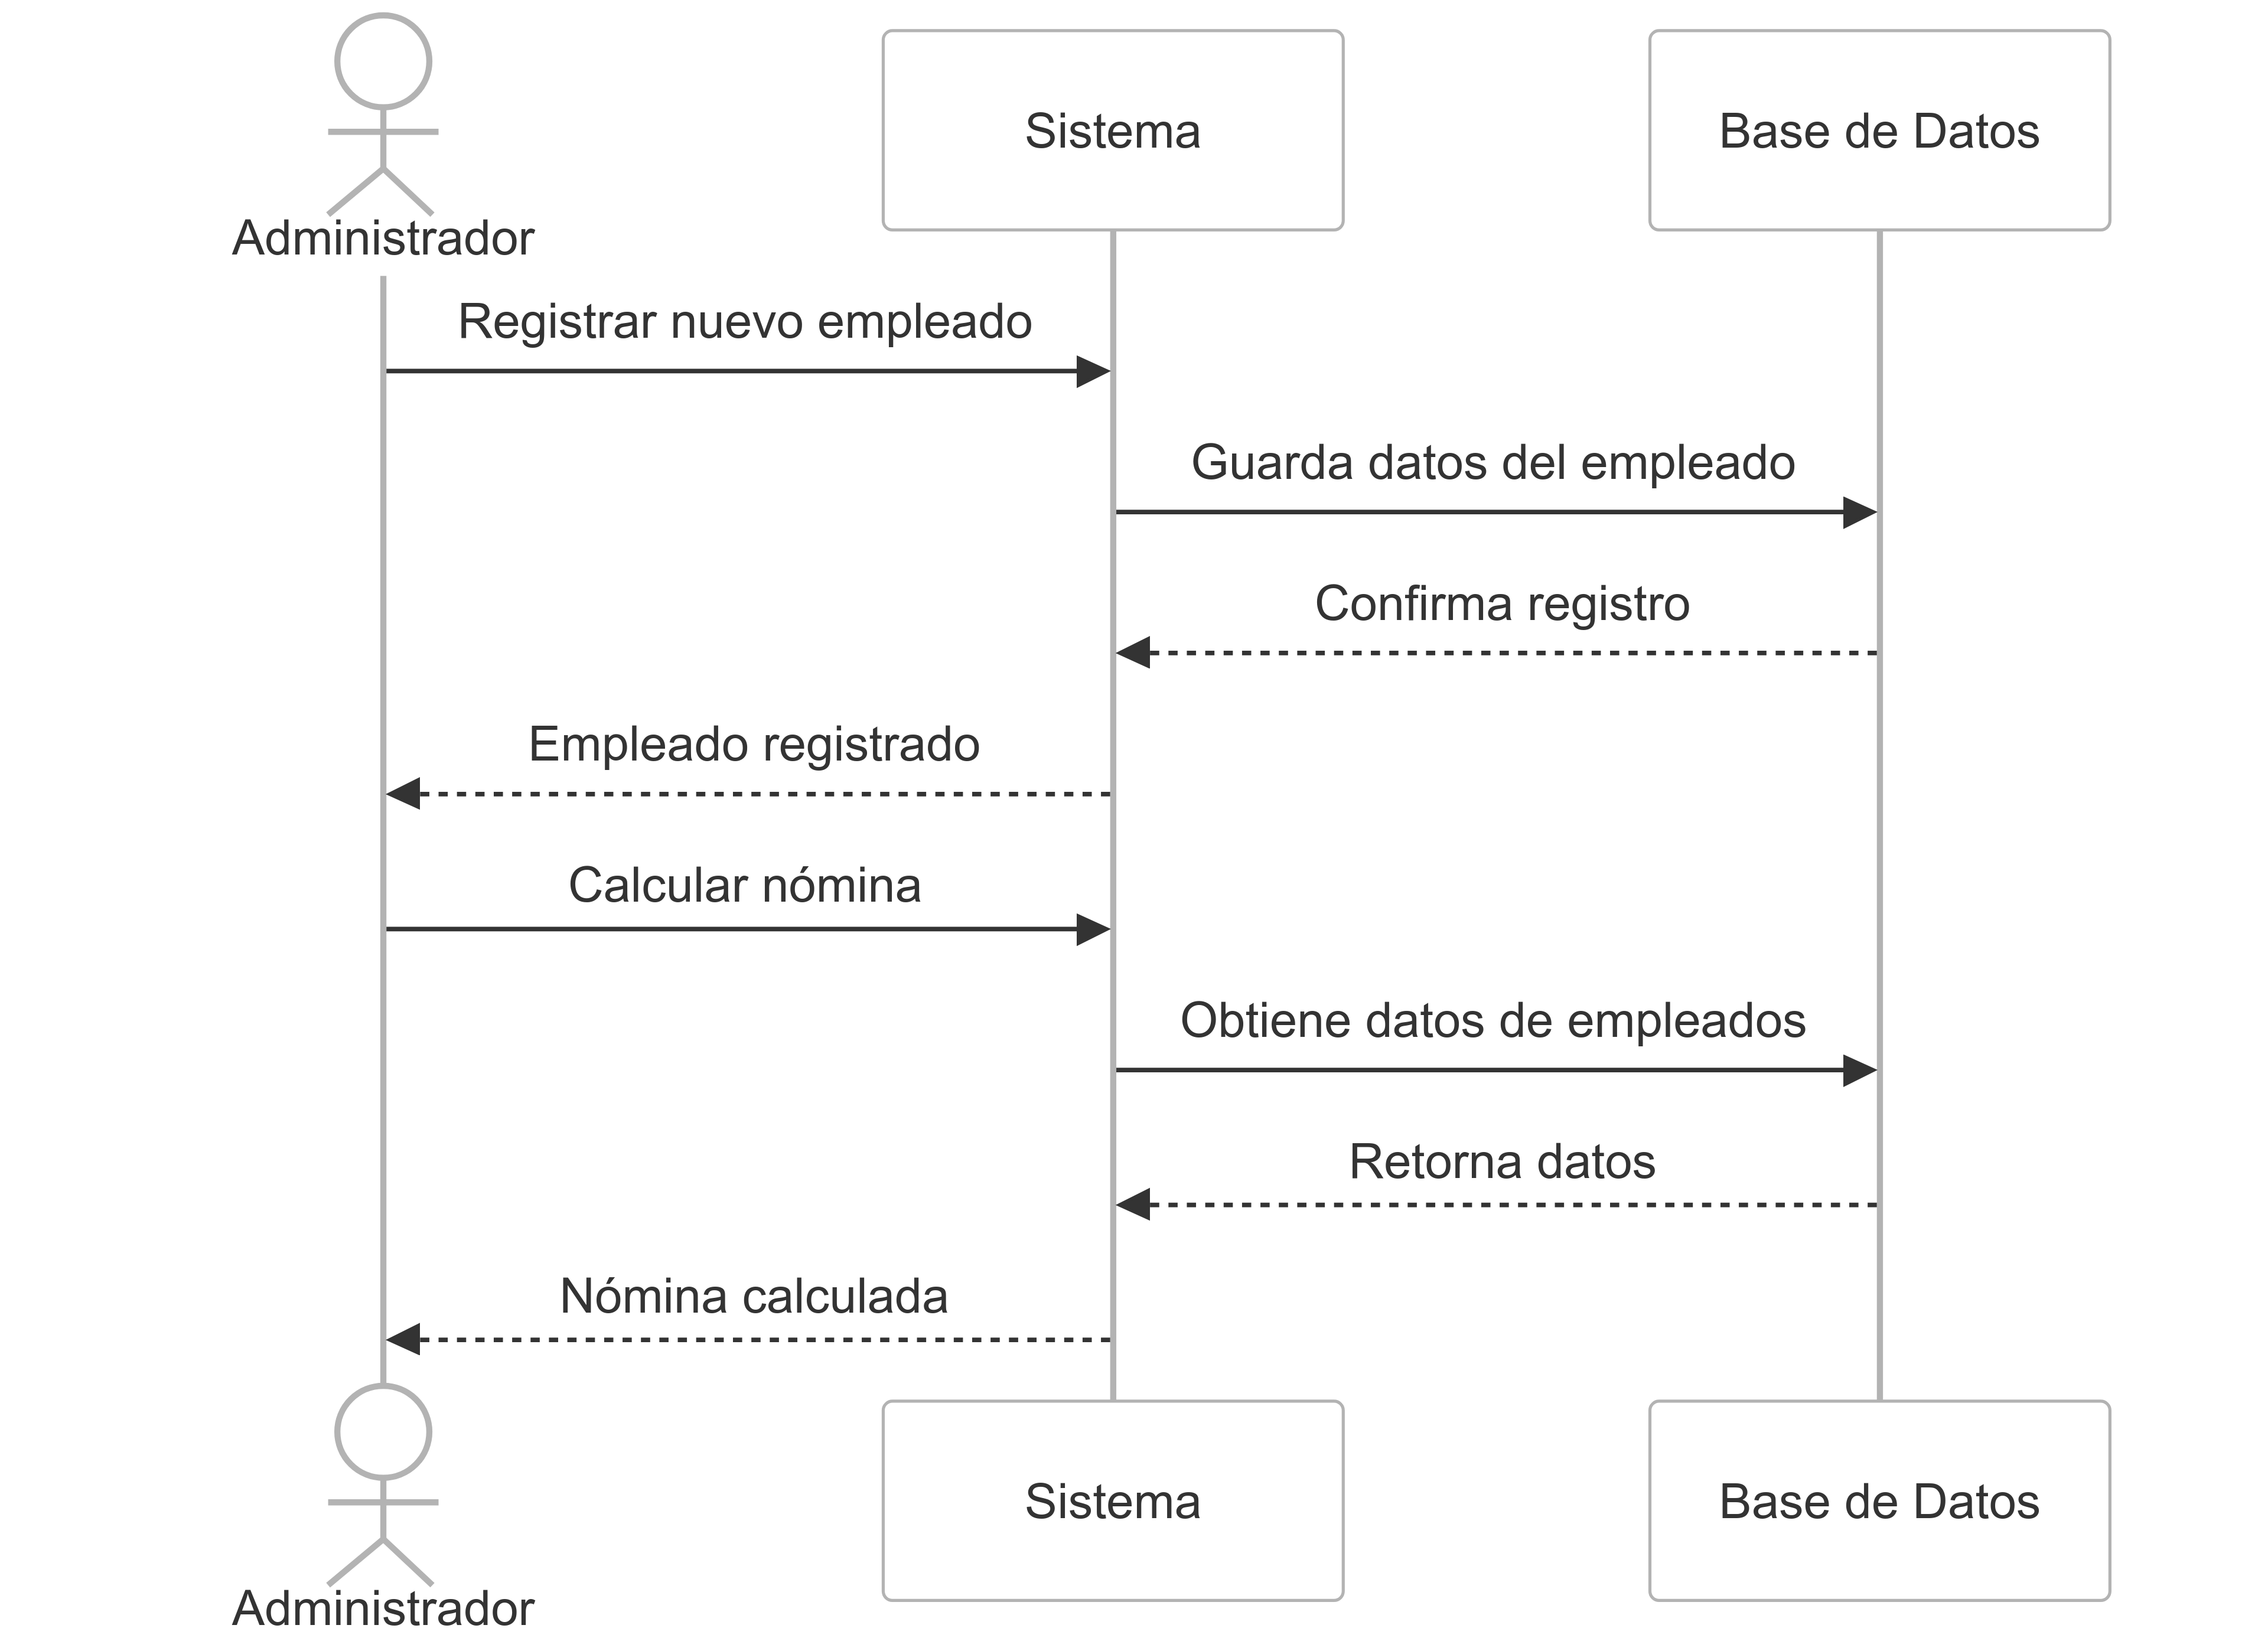 Administrador
Sistema
Base de Datos
Registrar nuevo empleado
Guarda datos del empleado
Confirma registro
Empleado registrado
Calcular nómina
Obtiene datos de empleados
Retorna datos
Nómina calculada
Administrador
Sistema
Base de Datos